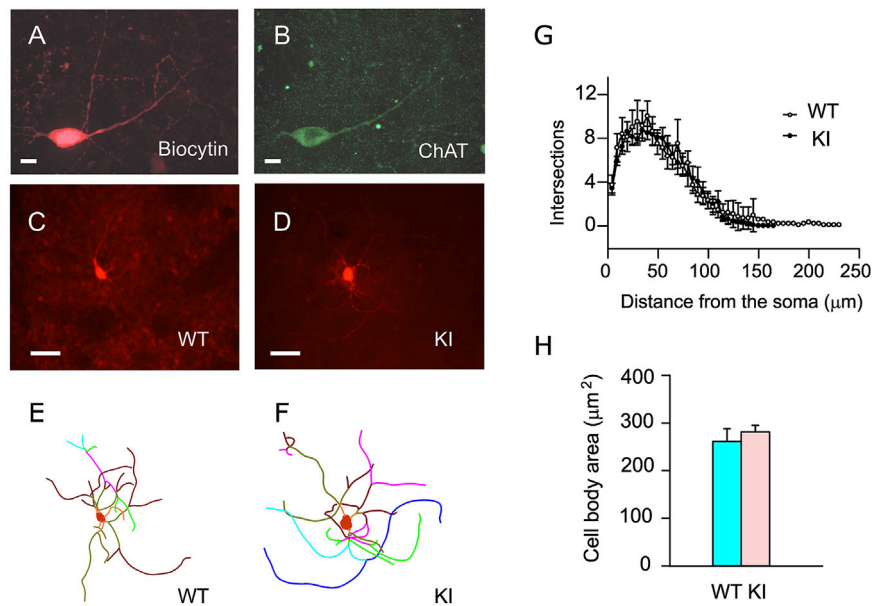 A
Biocytin
B
ChAT
C
WT
D
KI
E
WT
F
KI
G
Intersections
12
8
4
0
WT
KI
0 50 100 150 200 250
Distance from the soma (μm)
H
Cell body area (μm²)
400
300
200
100
0
WT KI